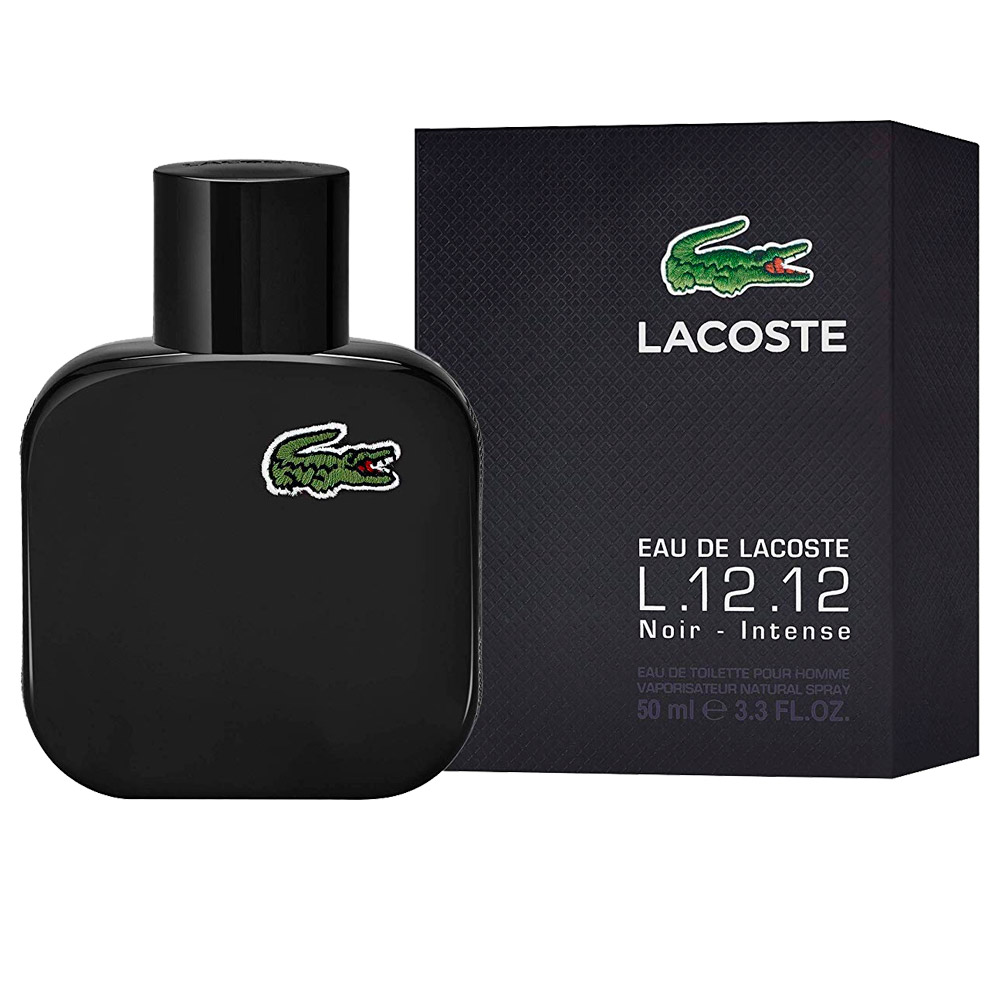 LACOSTE
EAU DE LACOSTE
L.12.12
Noir - Intense
EAU DE TOILETTE POUR HOMME
VAPORISATEUR NATURAL SPRAY
50 ml ℮ 3.3 FL.OZ.